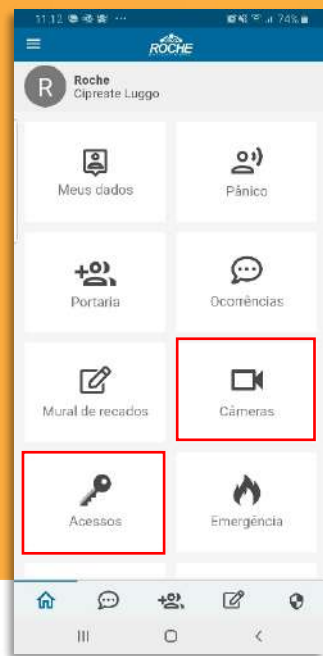 11:12
74%
ROCHE
R
Roche
Cipreste Luggo
Meus dados
Pânico
Portaria
Ocorrências
Mural de recados
Câmeras
Acessos
Emergência